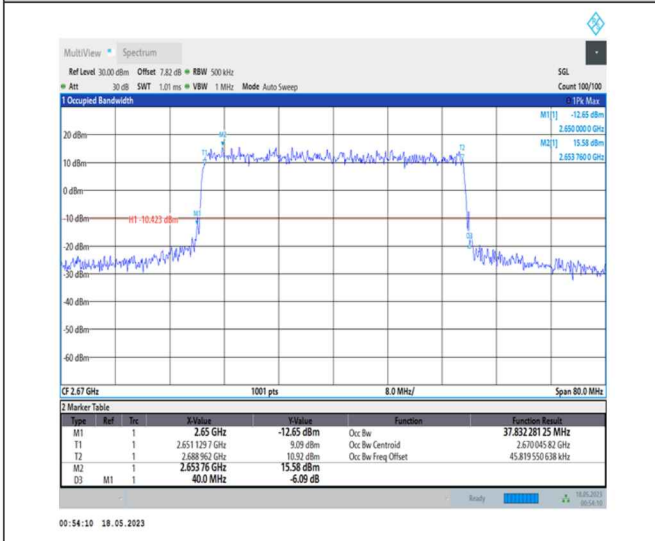 MultiView Spectrum
Ref Level 30.00 dBm Offset 7.82 dB RBW 500 kHz SGL
Att 30 dB SWT 1.01 ms VBW 1 MHz Mode Auto Sweep Count 100/100
1 Occupied Bandwidth 1Pk Max
M1[1] -12.65 dBm
2.650 000 0 GHz
M2[1] 15.58 dBm
2.653 760 0 GHz
20 dBm
M2
T1
T2
10 dBm
0 dBm
-10 dBm
H1 -10.423 dBm
M1
-20 dBm
D3
-30 dBm
-40 dBm
-50 dBm
-60 dBm
CF 2.67 GHz 1001 pts 8.0 MHz/ Span 80.0 MHz
2 Marker Table
Type Ref Trc X-Value Y-Value Function Function Result
M1 1 2.65 GHz -12.65 dBm Occ Bw 37.832 281 25 MHz
T1 1 2.651 129 7 GHz 9.09 dBm Occ Bw Centroid 2.670 045 82 GHz
T2 1 2.688 962 GHz 10.92 dBm Occ Bw Freq Offset 45.819 550 638 kHz
M2 1 2.653 76 GHz 15.58 dBm
D3 M1 1 40.0 MHz -6.09 dB
Ready 18.05.2023
00:54:10
00:54:10 18.05.2023